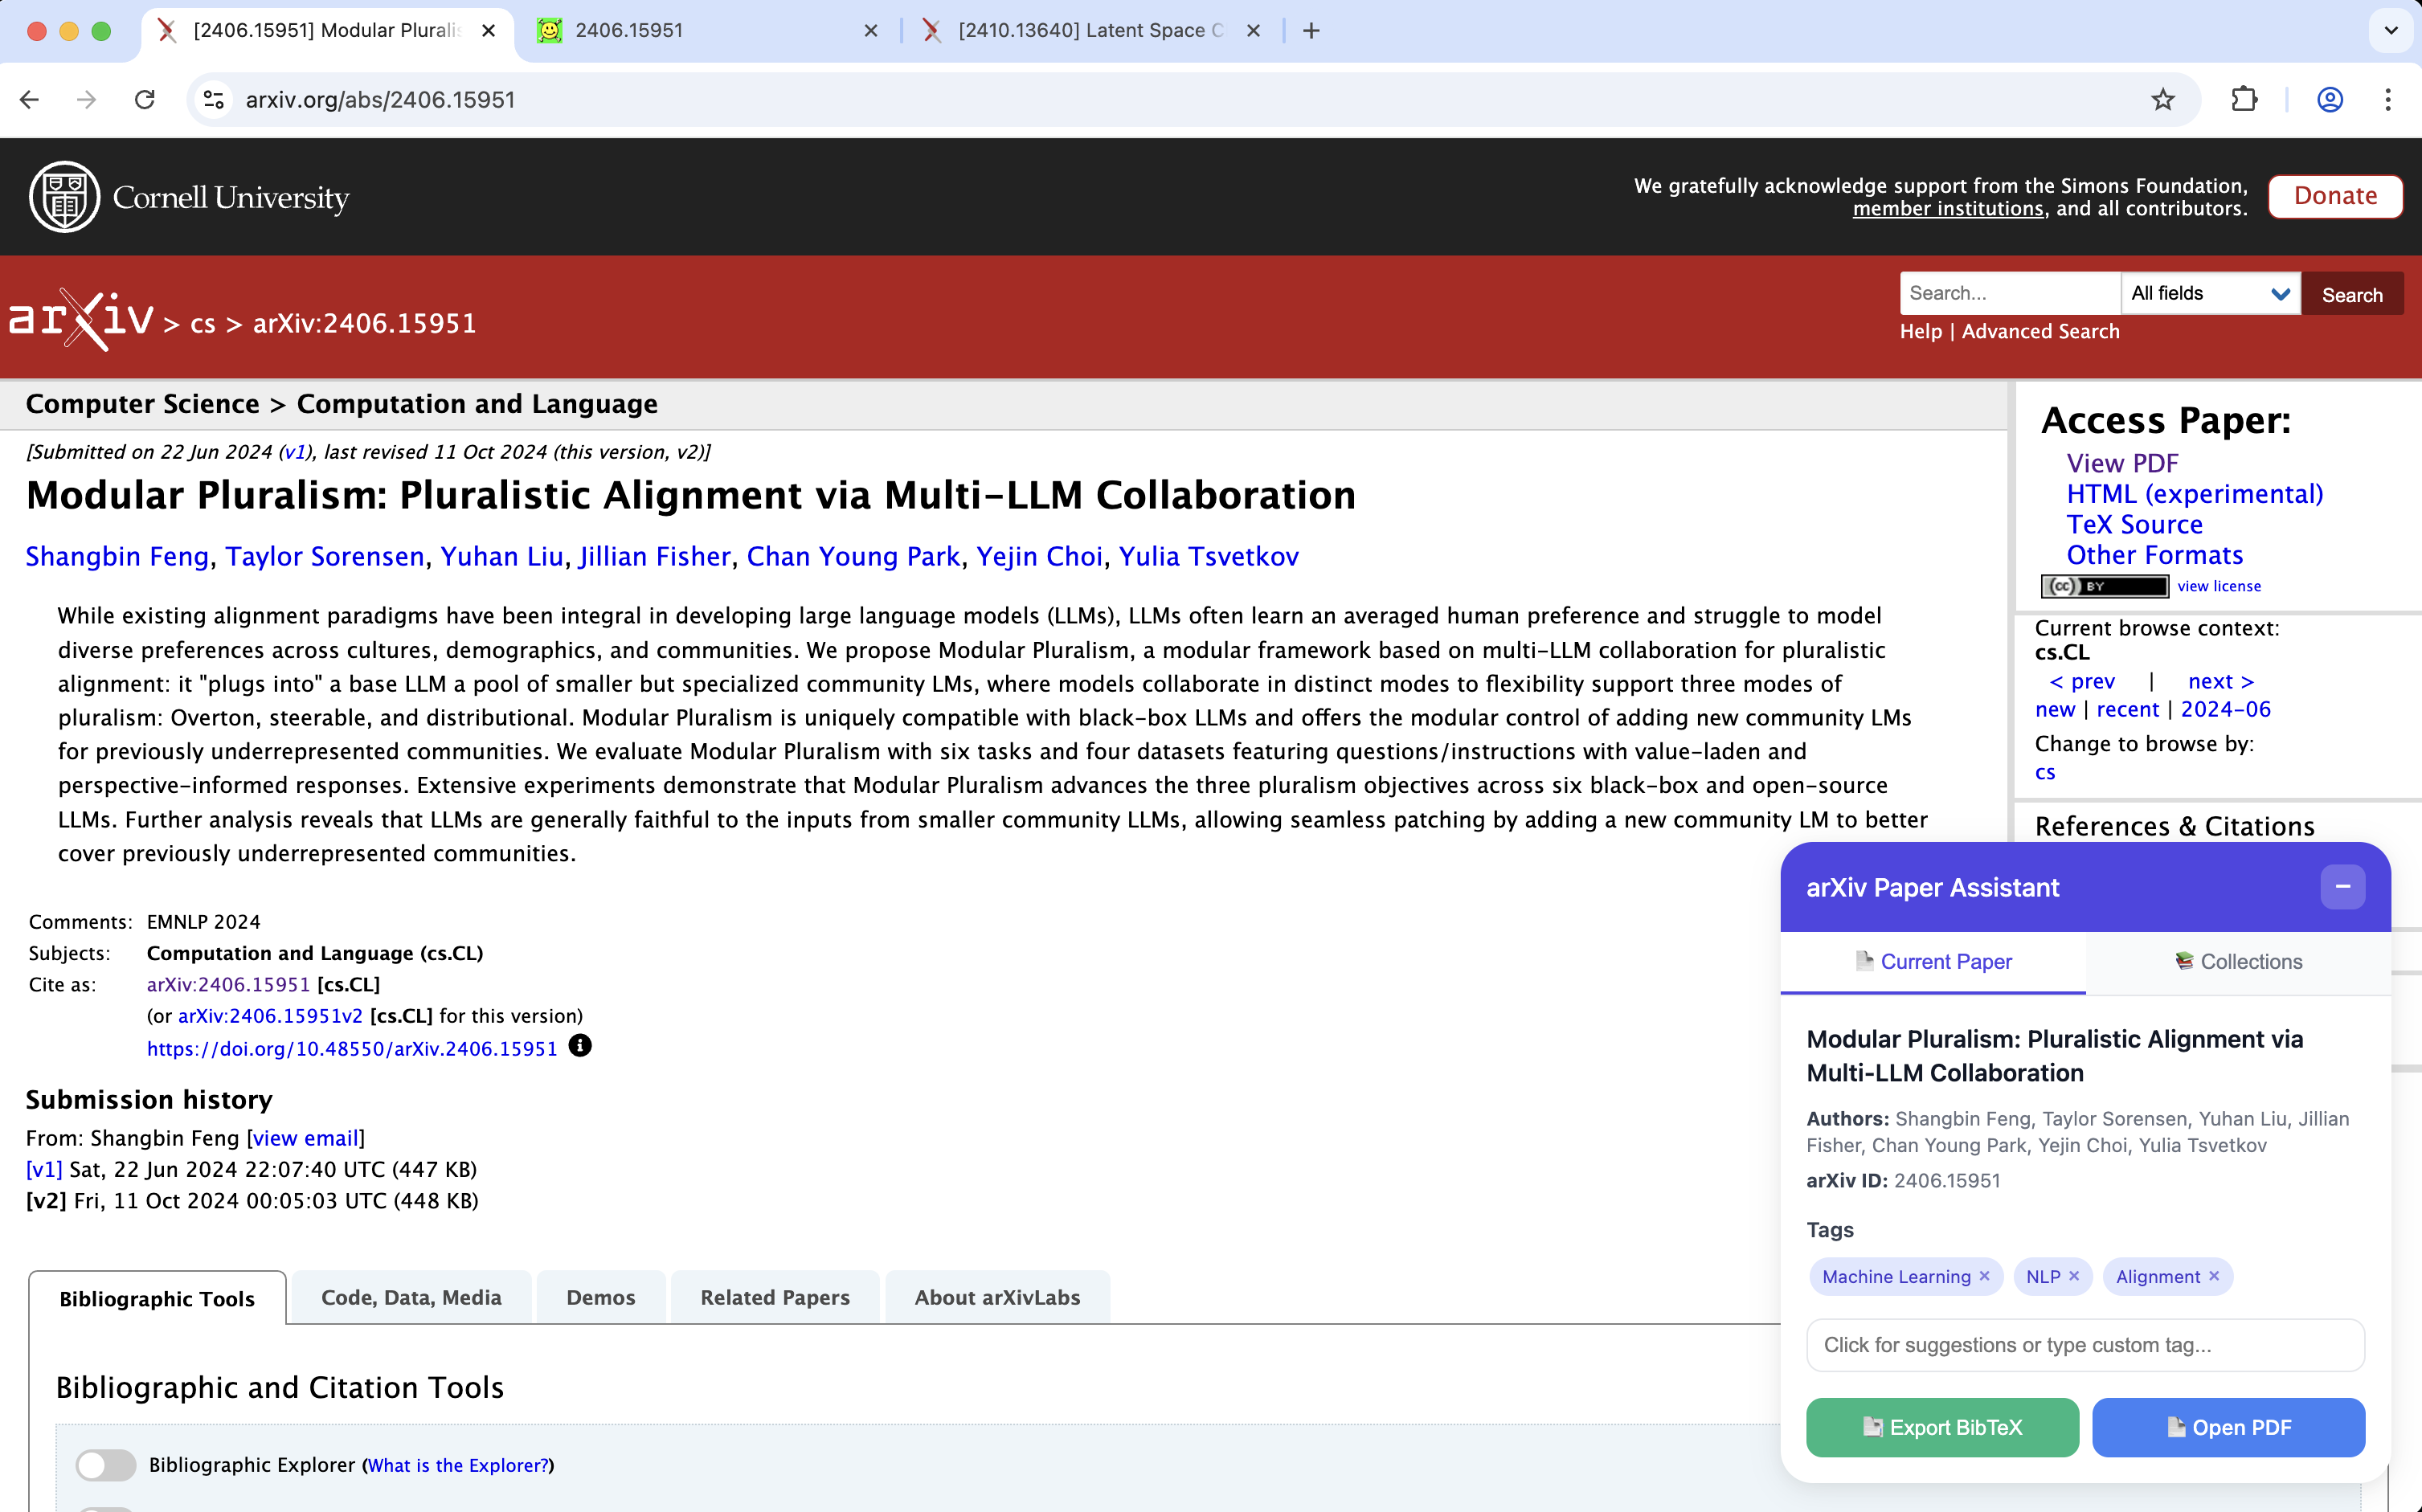 [2406.15951] Modular Pluralis
2406.15951
[2410.13640] Latent Space C
arxiv.org/abs/2406.15951
Cornell University
We gratefully acknowledge support from the Simons Foundation,
member institutions, and all contributors.
Donate
arXiv > cs > arXiv:2406.15951
Search...
All fields
Search
Help | Advanced Search
Computer Science > Computation and Language
[Submitted on 22 Jun 2024 (v1), last revised 11 Oct 2024 (this version, v2)]
Modular Pluralism: Pluralistic Alignment via Multi-LLM Collaboration
Shangbin Feng, Taylor Sorensen, Yuhan Liu, Jillian Fisher, Chan Young Park, Yejin Choi, Yulia Tsvetkov
While existing alignment paradigms have been integral in developing large language models (LLMs), LLMs often learn an averaged human preference and struggle to model
diverse preferences across cultures, demographics, and communities. We propose Modular Pluralism, a modular framework based on multi-LLM collaboration for pluralistic
alignment: it "plugs into" a base LLM a pool of smaller but specialized community LMs, where models collaborate in distinct modes to flexibility support three modes of
pluralism: Overton, steerable, and distributional. Modular Pluralism is uniquely compatible with black-box LLMs and offers the modular control of adding new community LMs
for previously underrepresented communities. We evaluate Modular Pluralism with six tasks and four datasets featuring questions/instructions with value-laden and
perspective-informed responses. Extensive experiments demonstrate that Modular Pluralism advances the three pluralism objectives across six black-box and open-source
LLMs. Further analysis reveals that LLMs are generally faithful to the inputs from smaller community LLMs, allowing seamless patching by adding a new community LM to better
cover previously underrepresented communities.
Comments: EMNLP 2024
Subjects: Computation and Language (cs.CL)
Cite as: arXiv:2406.15951 [cs.CL]
(or arXiv:2406.15951v2 [cs.CL] for this version)
https://doi.org/10.48550/arXiv.2406.15951
Submission history
From: Shangbin Feng [view email]
[v1] Sat, 22 Jun 2024 22:07:40 UTC (447 KB)
[v2] Fri, 11 Oct 2024 00:05:03 UTC (448 KB)
Bibliographic Tools
Code, Data, Media
Demos
Related Papers
About arXivLabs
Bibliographic and Citation Tools
Bibliographic Explorer (What is the Explorer?)
Access Paper:
View PDF
HTML (experimental)
TeX Source
Other Formats
(cc) BY
view license
Current browse context:
cs.CL
< prev | next >
new | recent | 2024-06
Change to browse by:
cs
References & Citations
arXiv Paper Assistant
Current Paper
Collections
Modular Pluralism: Pluralistic Alignment via
Multi-LLM Collaboration
Authors: Shangbin Feng, Taylor Sorensen, Yuhan Liu, Jillian
Fisher, Chan Young Park, Yejin Choi, Yulia Tsvetkov
arXiv ID: 2406.15951
Tags
Machine Learning ×
NLP ×
Alignment ×
Click for suggestions or type custom tag...
Export BibTeX
Open PDF